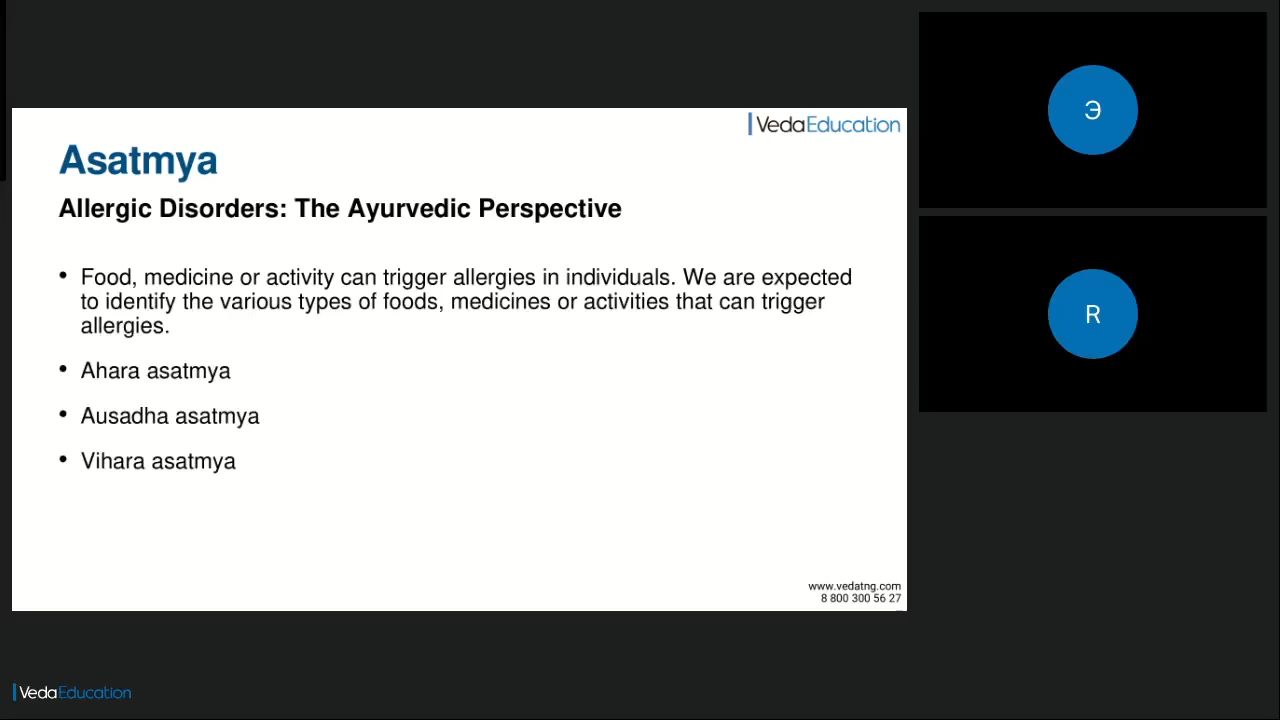 VedaEducation
Asatmya
Allergic Disorders: The Ayurvedic Perspective
• Food, medicine or activity can trigger allergies in individuals. We are expected
to identify the various types of foods, medicines or activities that can trigger
allergies.
• Ahara asatmya
• Ausadha asatmya
• Vihara asatmya
www.vedatng.com
8 800 300 56 27
Э
R
VedaEducation